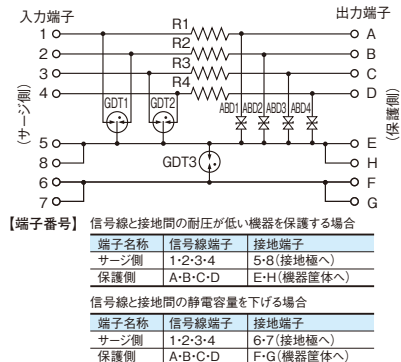 入力端子
出力端子
1
R1
A
2
R2
B
3
R3
C
4
R4
D
GDT1
GDT2
ABD1 ABD2 ABD3 ABD4
(サージ側)
(保護側)
5
E
8
GDT3
H
6
F
7
G
【端子番号】 信号線と接地間の耐圧が低い機器を保護する場合
端子名称 信号線端子 接地端子
サージ側 1・2・3・4 5・8(接地極へ)
保護側 A・B・C・D E・H(機器筐体へ)
信号線と接地間の静電容量を下げる場合
端子名称 信号線端子 接地端子
サージ側 1・2・3・4 6・7(接地極へ)
保護側 A・B・C・D F・G(機器筐体へ)